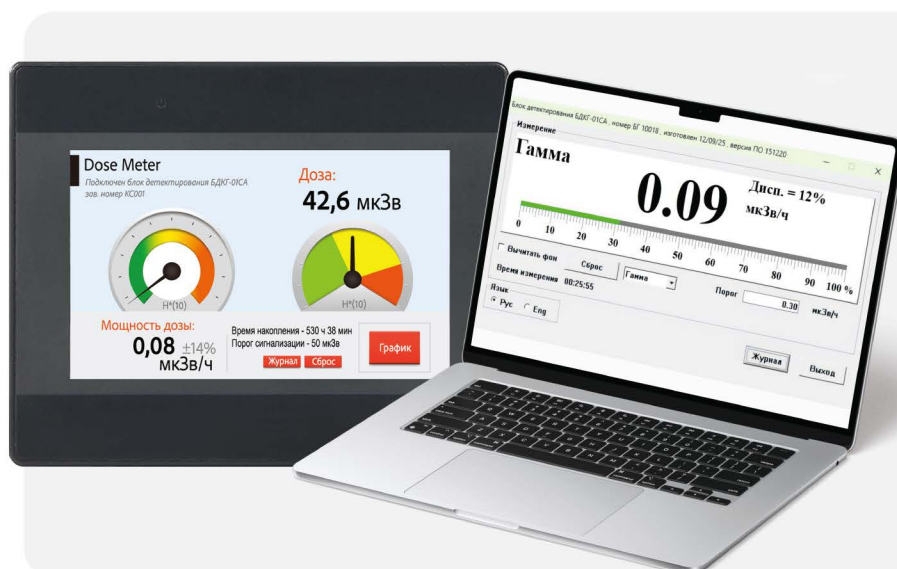 Dose Meter
Подключен блок детектирования БДКГ-01СА
зав. номер КС001
Доза:
42,6 мкЗв
H*(10)
H*(10)
Мощность дозы:
0,08 ±14%
мкЗв/ч
Время накопления - 530 ч 38 мин
Порог сигнализации - 50 мкЗв
Журнал Сброс
График
Блок детектирования БДКГ-01СА , номер БГ 10018 , изготовлен 12/09/25 , версия ПО 151220
Измерение
Гамма
0.09
Дисп. = 12%
мкЗв/ч
0 10 20 30 40 50 60 70 80 90 100 %
Вычитать фон
Сброс
Гамма
Порог 0.30 мкЗв/ч
Время измерения 00:25:55
Язык
Рус Eng
Журнал
Выход